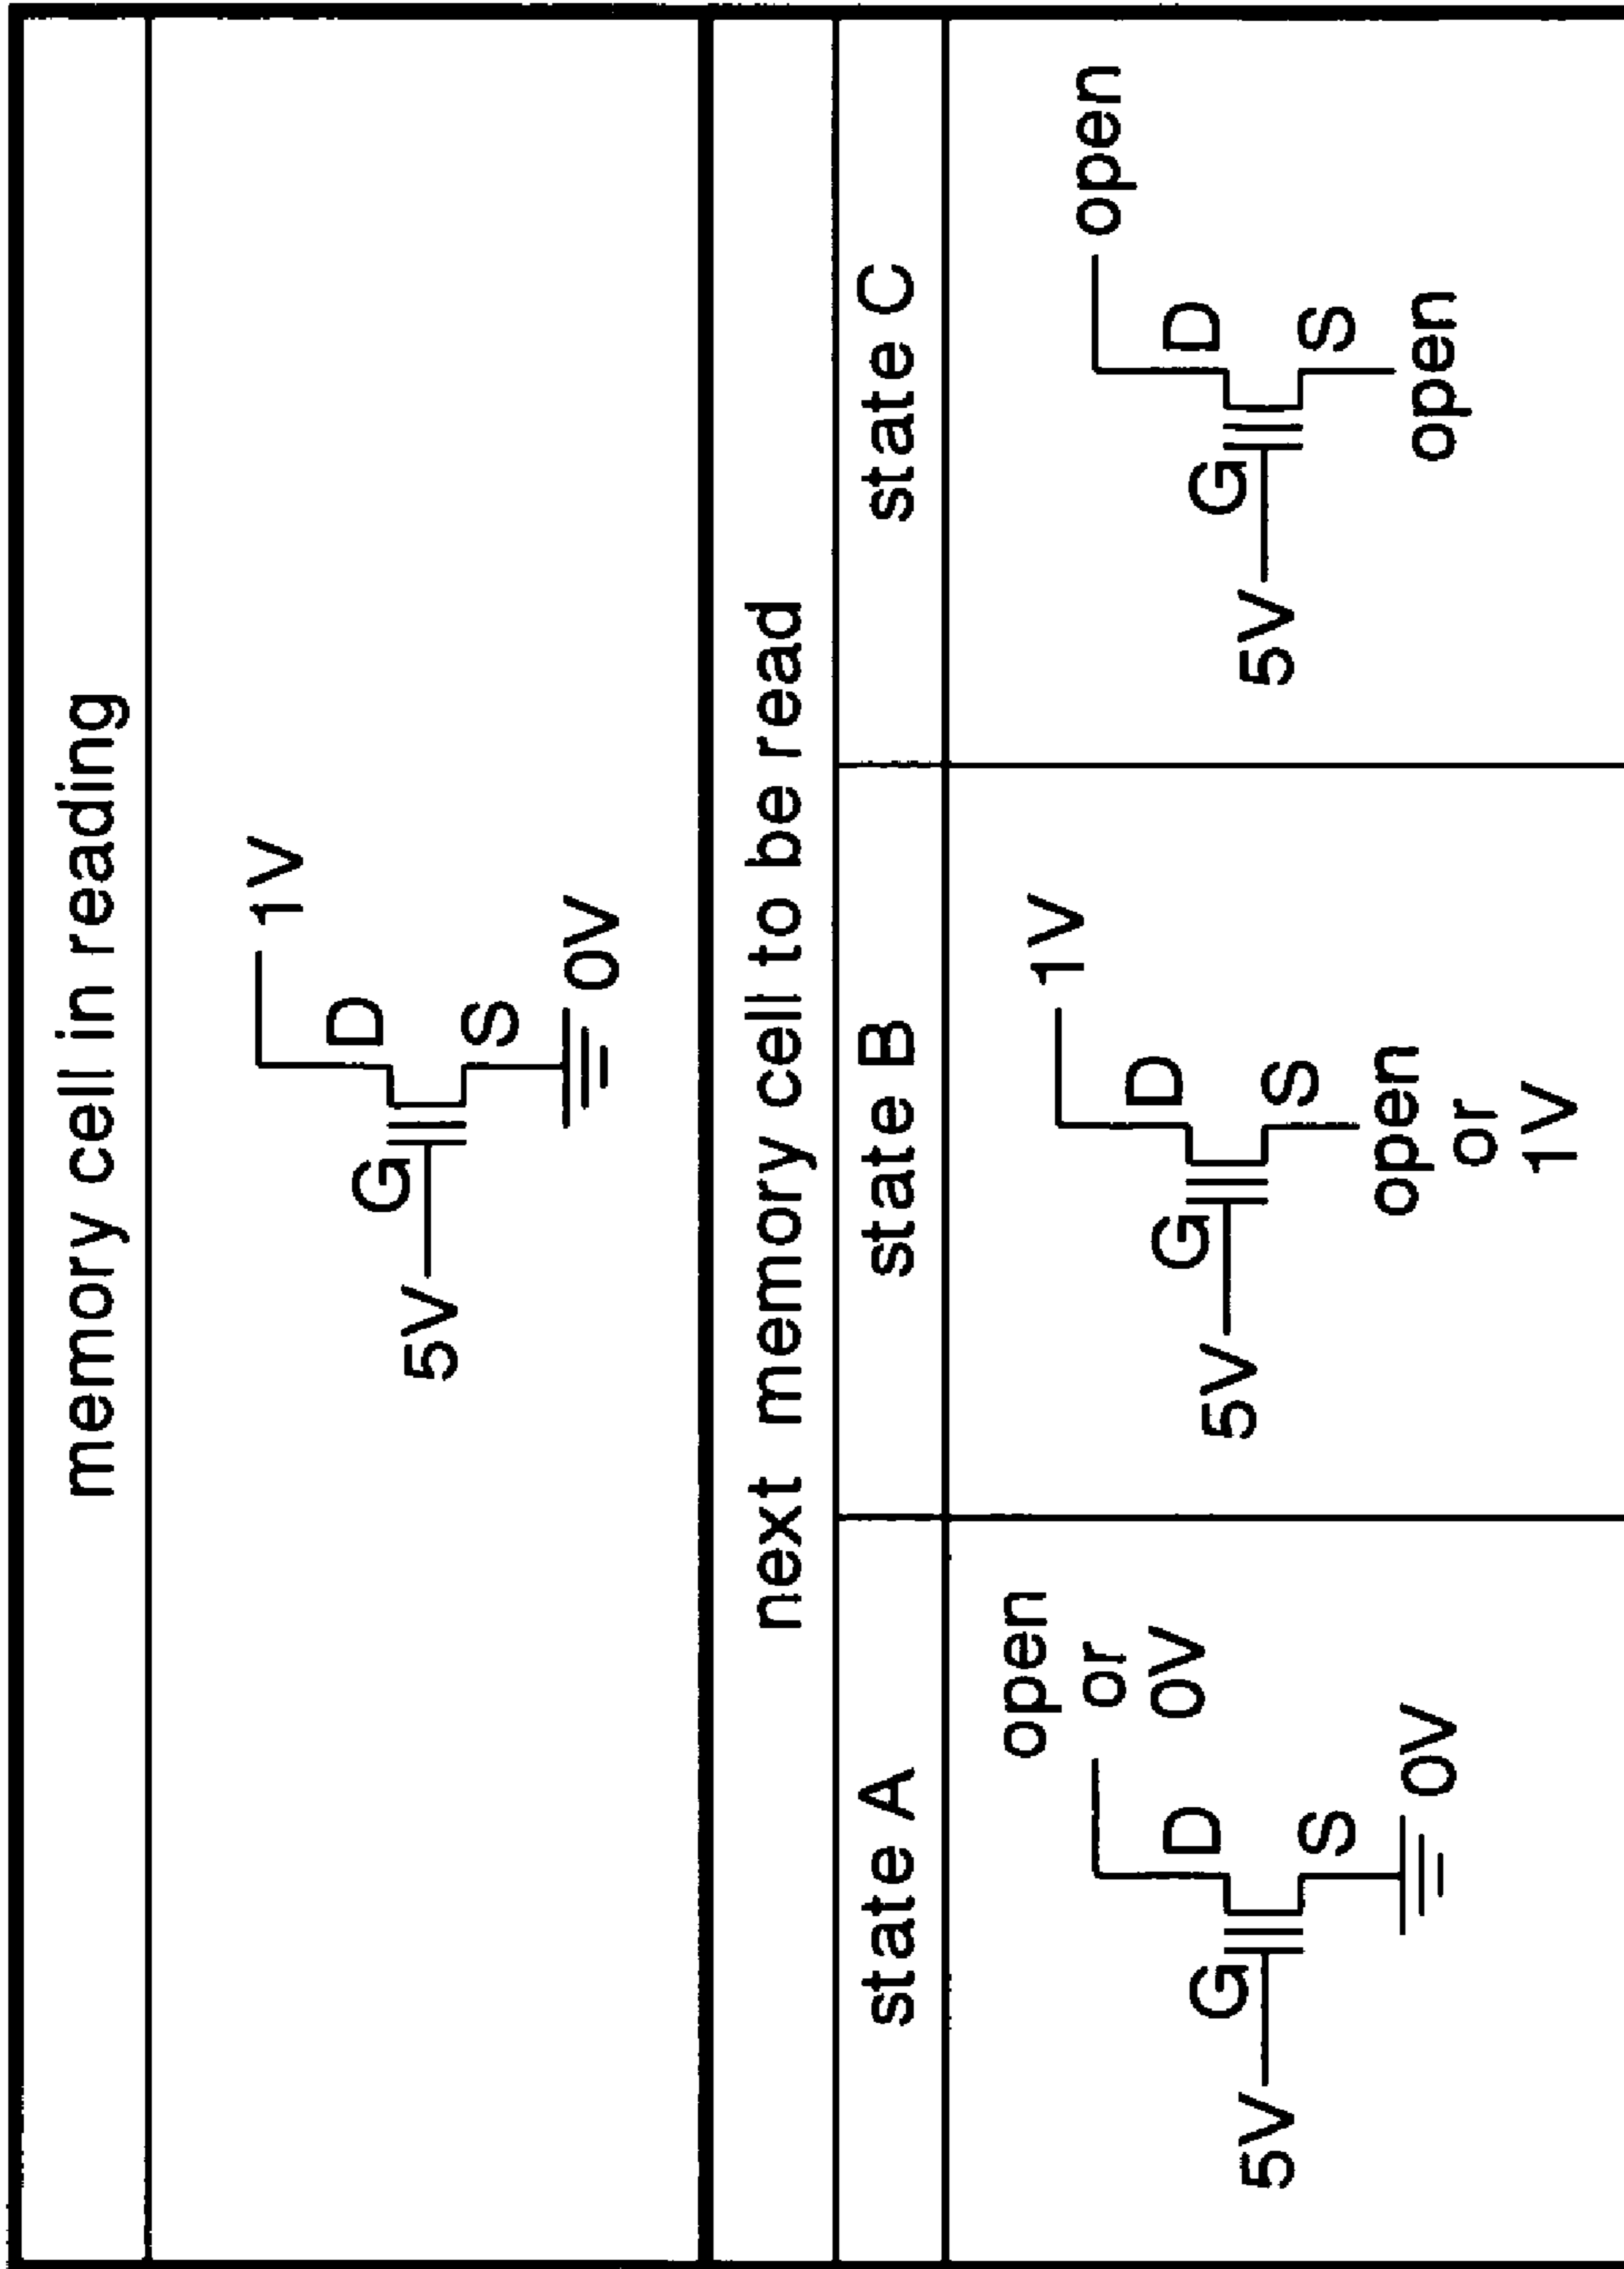 memory cell in reading
1V
D
G
5V
S
0V
next memory cell to be read
state A
state B
state C
open
or
0V
D
G
5V
S
0V
1V
D
G
5V
S
open
or
1V
open
D
G
5V
S
open